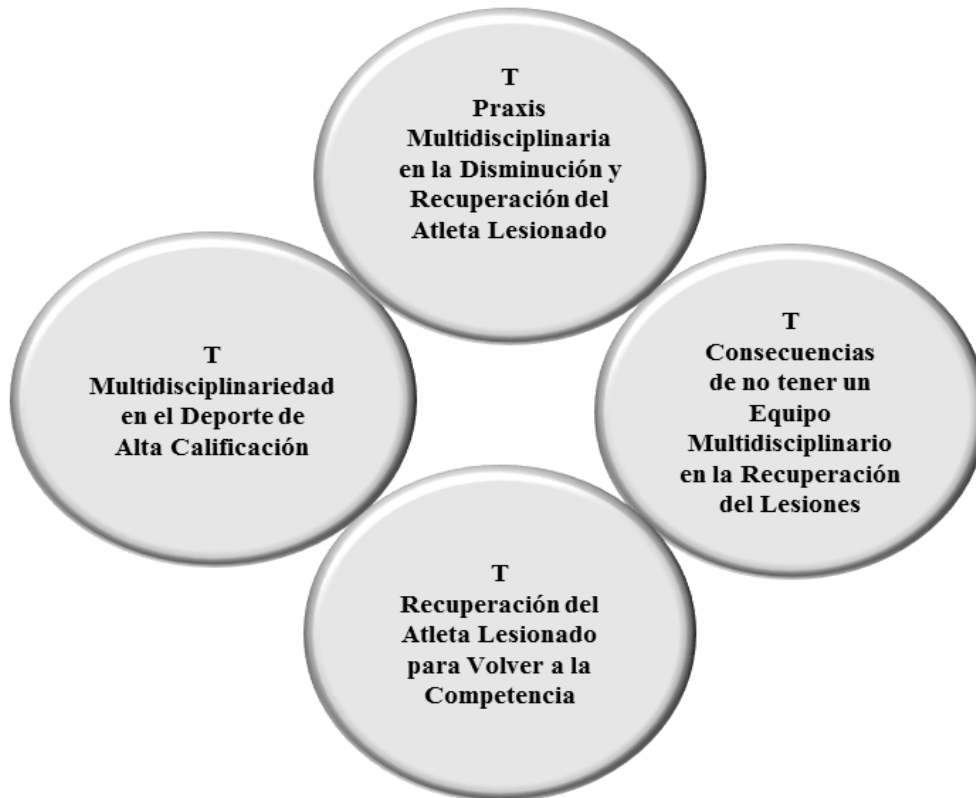 T
Praxis
Multidisciplinaria
en la Disminución y
Recuperación del
Atleta Lesionado
T
Multidisciplinariedad
en el Deporte de
Alta Calificación
T
Consecuencias
de no tener un
Equipo
Multidisciplinario
en la Recuperación
del Lesiones
T
Recuperación del
Atleta Lesionado
para Volver a la
Competencia